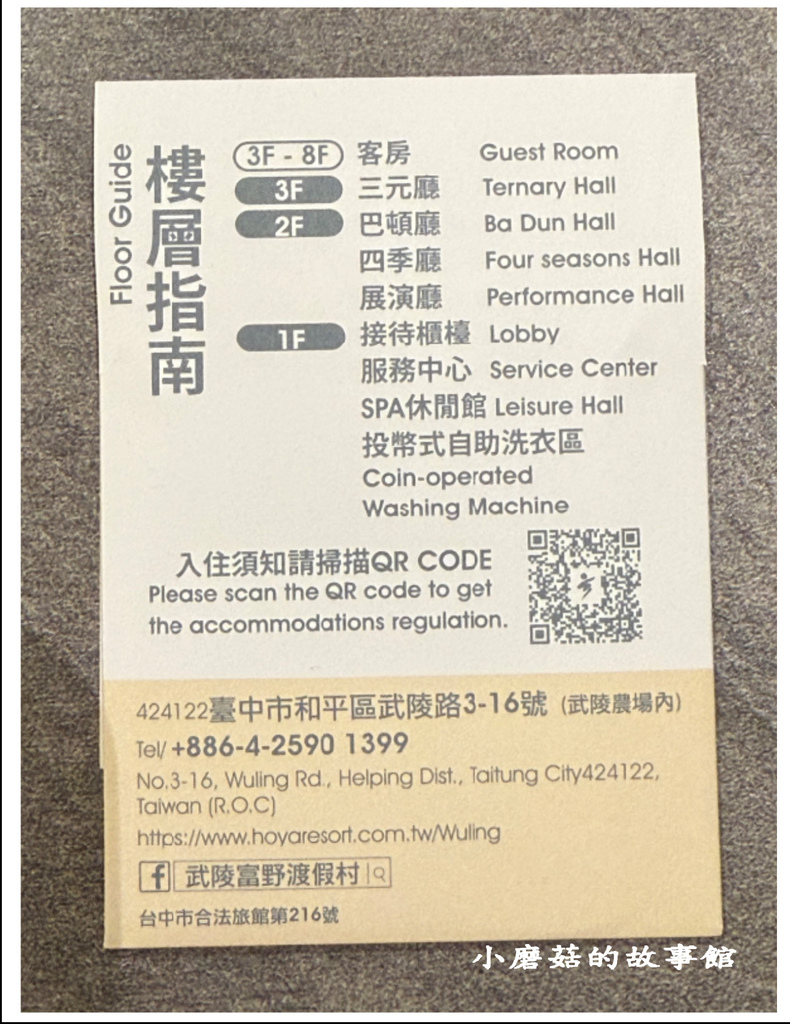 Floor Guide
樓層指南
3F - 8F 客房 Guest Room
3F 三元廳 Ternary Hall
2F 巴頓廳 Ba Dun Hall
四季廳 Four seasons Hall
展演廳 Performance Hall
1F 接待櫃檯 Lobby
服務中心 Service Center
SPA休閒館 Leisure Hall
投幣式自助洗衣區
Coin-operated
Washing Machine
入住須知請掃描QR CODE
Please scan the QR code to get
the accommodations regulation.
424122臺中市和平區武陵路3-16號 (武陵農場內)
Tel/ +886-4-2590 1399
No.3-16, Wuling Rd., Helping Dist., Taitung City424122,
Taiwan (R.O.C)
https://www.hoyaresort.com.tw/Wuling
f 武陵富野渡假村
台中市合法旅館第216號
小磨菇的故事館